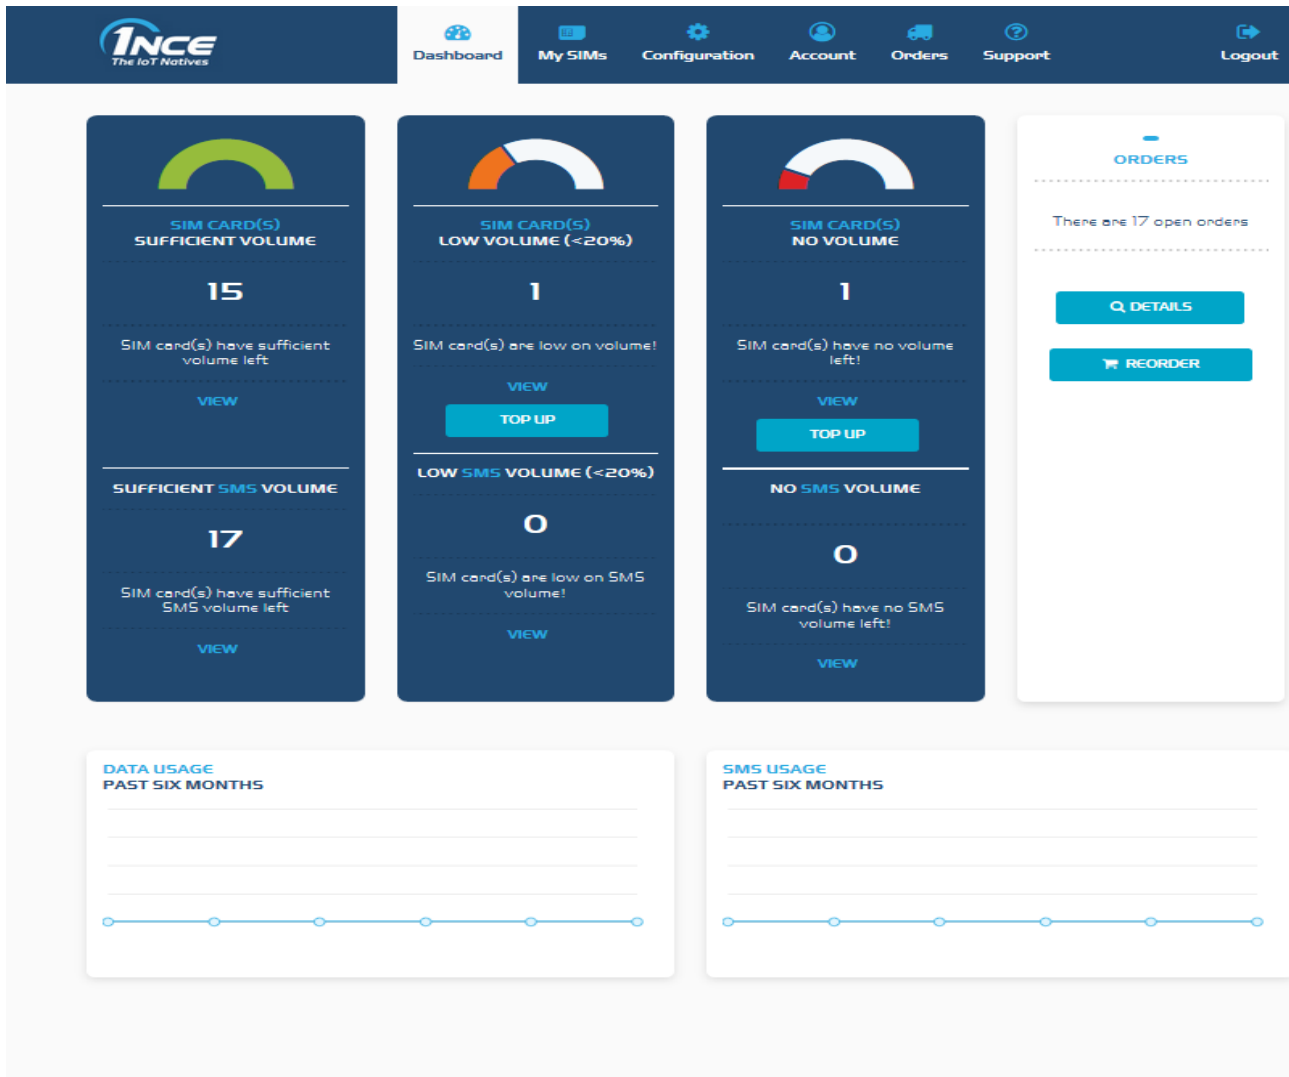 1NCE
The IoT Natives
Dashboard
My SIMs
Configuration
Account
Orders
Support
Logout
SIM CARD(S)
SUFFICIENT VOLUME
15
SIM card(s) have sufficient
volume left
VIEW
SUFFICIENT SMS VOLUME
17
SIM card(s) have sufficient
SMS volume left
VIEW
SIM CARD(S)
LOW VOLUME (<20%)
1
SIM card(s) are low on volume!
VIEW
TOP UP
LOW SMS VOLUME (<20%)
0
SIM card(s) are low on SMS
volume!
VIEW
SIM CARD(S)
NO VOLUME
1
SIM card(s) have no volume
left!
VIEW
TOP UP
NO SMS VOLUME
0
SIM card(s) have no SMS
volume left!
VIEW
ORDERS
There are 17 open orders
DETAILS
REORDER
DATA USAGE
PAST SIX MONTHS
SMS USAGE
PAST SIX MONTHS